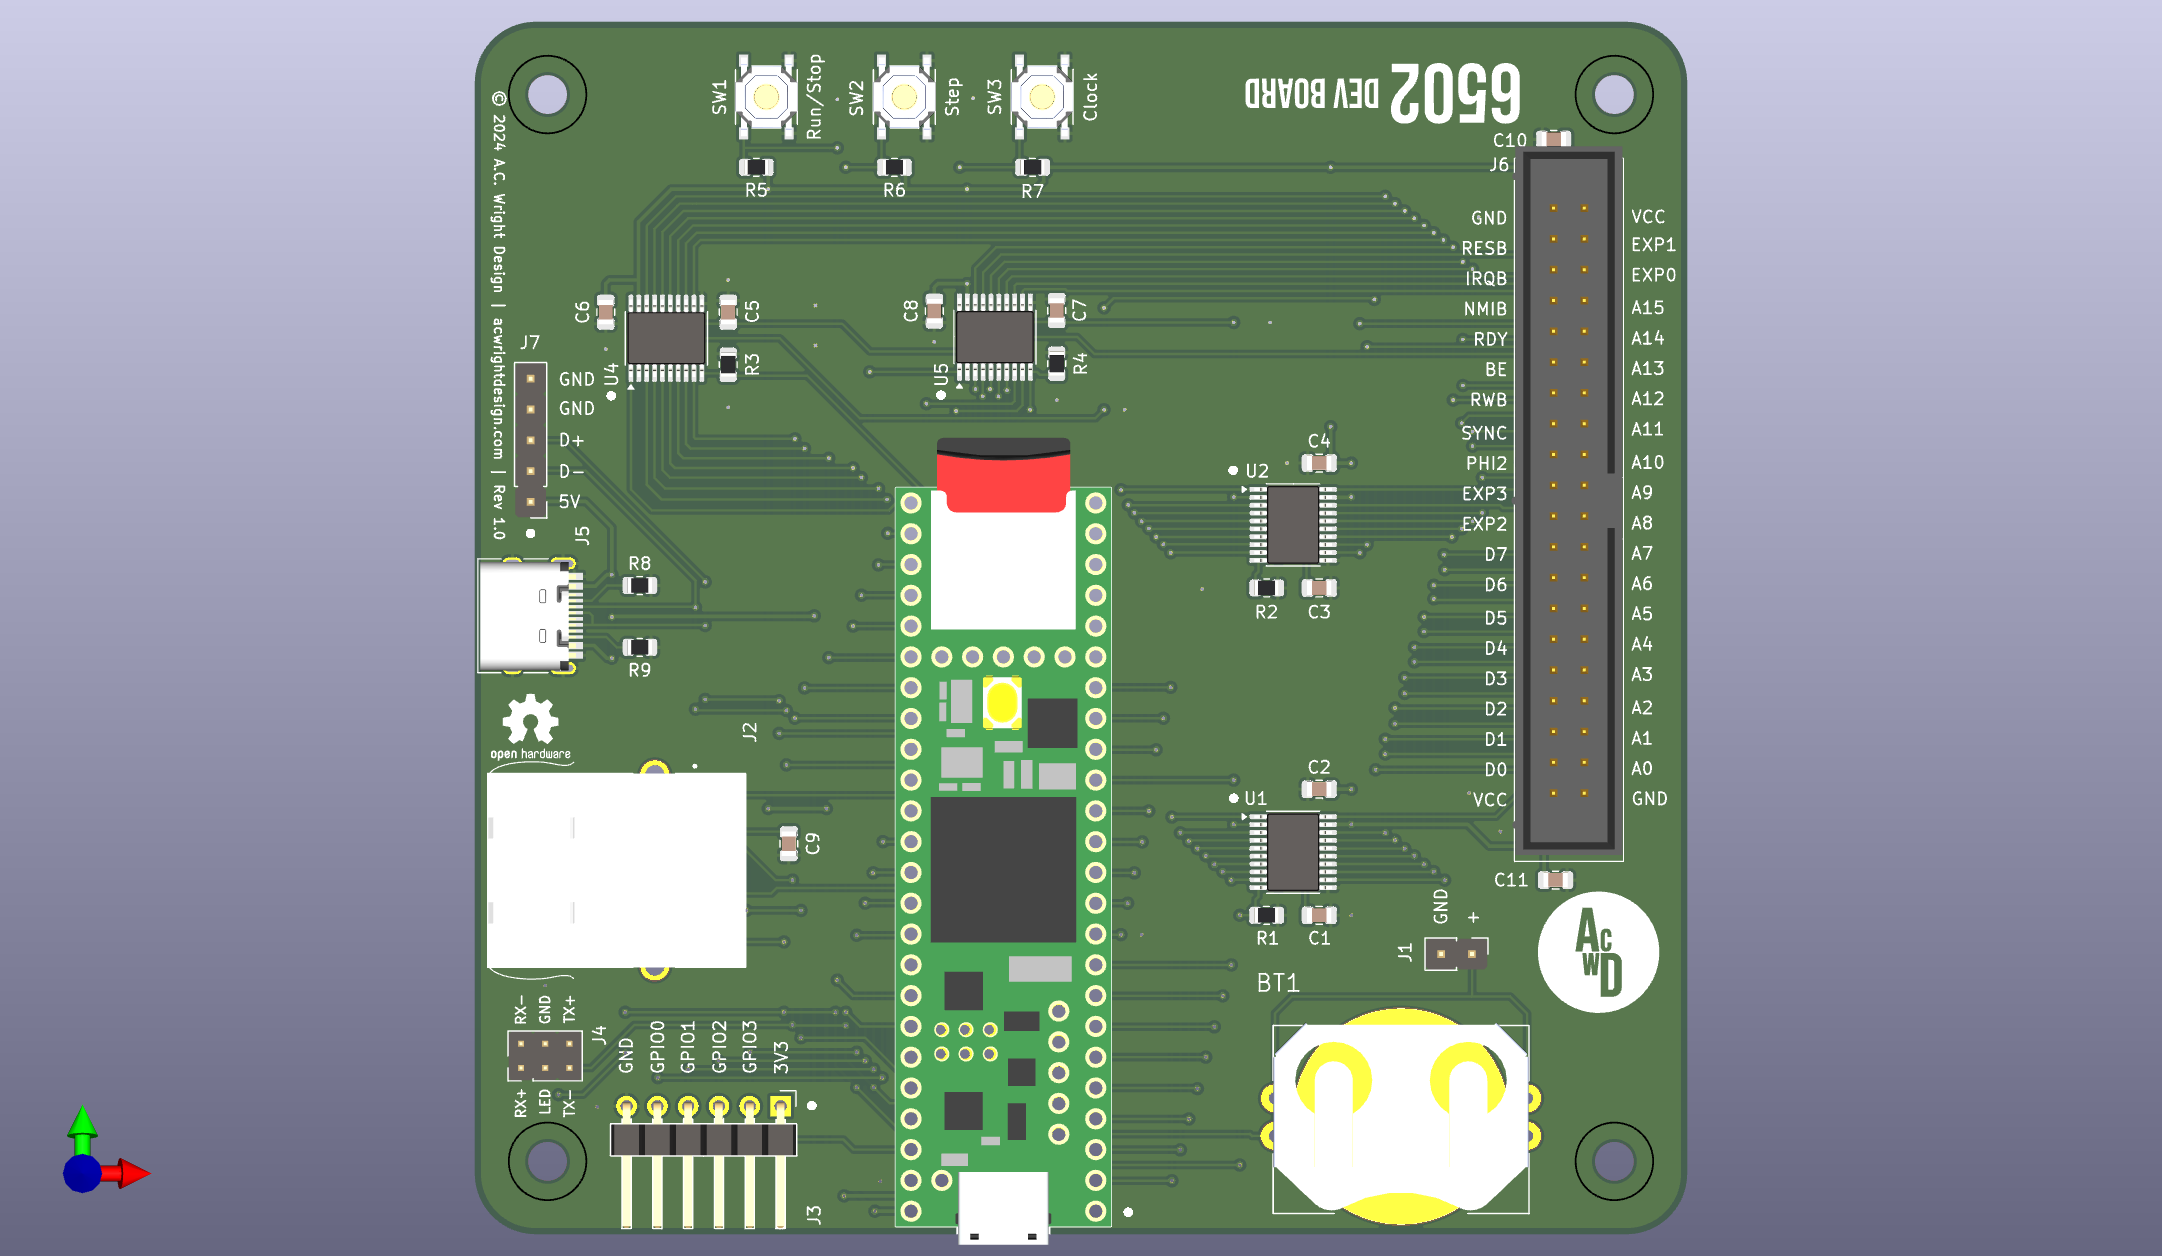 SW1
Run/Stop
SW2
Step
SW3
Clock
6502 DEV BOARD
© 2024 A.C. Wright Design | acwrightdesign.com | Rev 1.0
R5
R6
R7
C10
J6
GND
RESB
IRQB
NMIB
RDY
BE
RWB
SYNC
PHI2
EXP3
EXP2
D7
D6
D5
D4
D3
D2
D1
D0
VCC
VCC
EXP1
EXP0
A15
A14
A13
A12
A11
A10
A9
A8
A7
A6
A5
A4
A3
A2
A1
A0
GND
C6
C5
R3
U4
C8
C7
R4
U5
J7
GND
GND
D+
D-
5V
J5
R8
R9
C4
U2
R2
C3
open hardware
J2
C9
C2
U1
R1
C1
C11
GND
+
J1
ACWD
BT1
RX-
GND
TX+
J4
RX+
LED
TX-
GND
GPIO0
GPIO1
GPIO2
GPIO3
3V3
J3